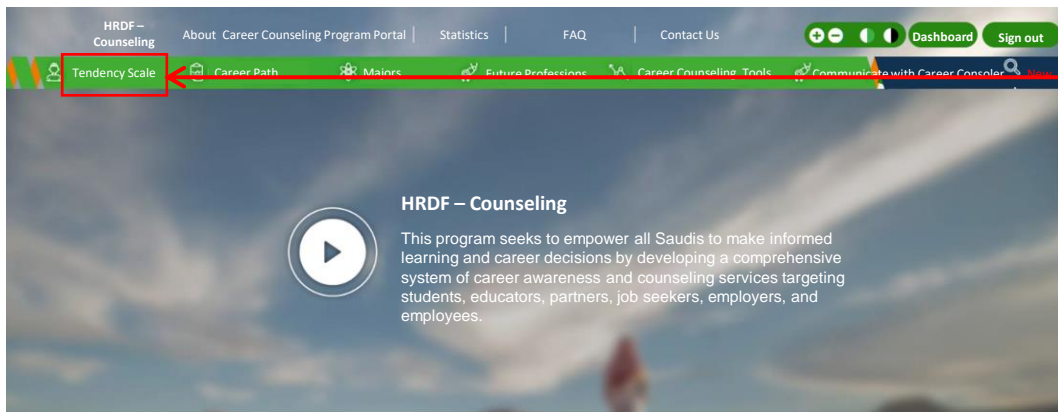 HRDF –
Counseling
About Career Counseling Program Portal
Statistics
FAQ
Contact Us
Dashboard
Sign out
Tendency Scale
Career Path
Majors
Future Professions
Career Counseling Tools
Communicate with Career Consoler
New
HRDF – Counseling
This program seeks to empower all Saudis to make informed
learning and career decisions by developing a comprehensive
system of career awareness and counseling services targeting
students, educators, partners, job seekers, employers, and
employees.